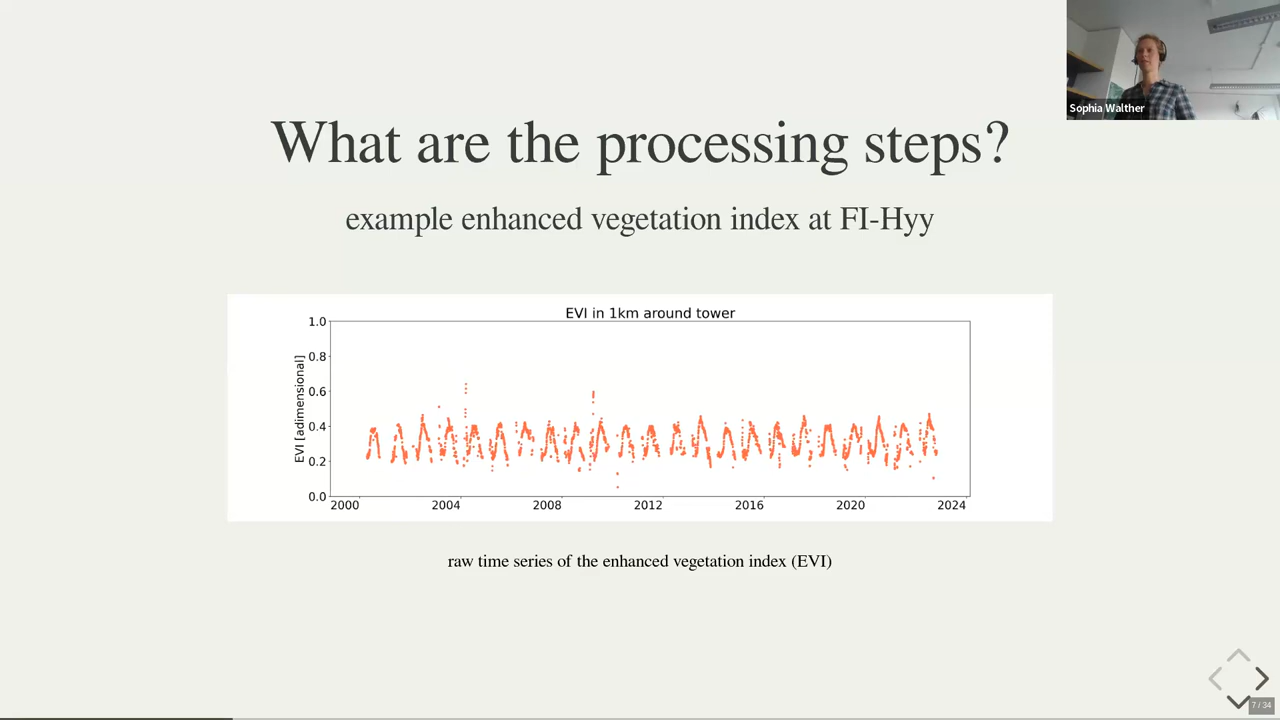 Sophia Walther
What are the processing steps?
example enhanced vegetation index at FI-Hyy
EVI in 1km around tower
EVI [adimensional]
1.0
0.8
0.6
0.4
0.2
0.0
2000 2004 2008 2012 2016 2020 2024
raw time series of the enhanced vegetation index (EVI)
7 / 34